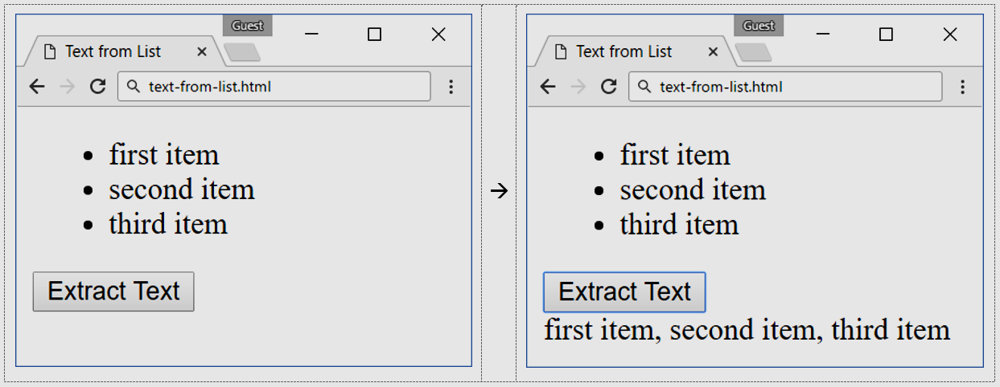 Guest
Text from List
text-from-list.html
• first item
• second item
• third item
Extract Text
→
Guest
Text from List
text-from-list.html
• first item
• second item
• third item
Extract Text
first item, second item, third item